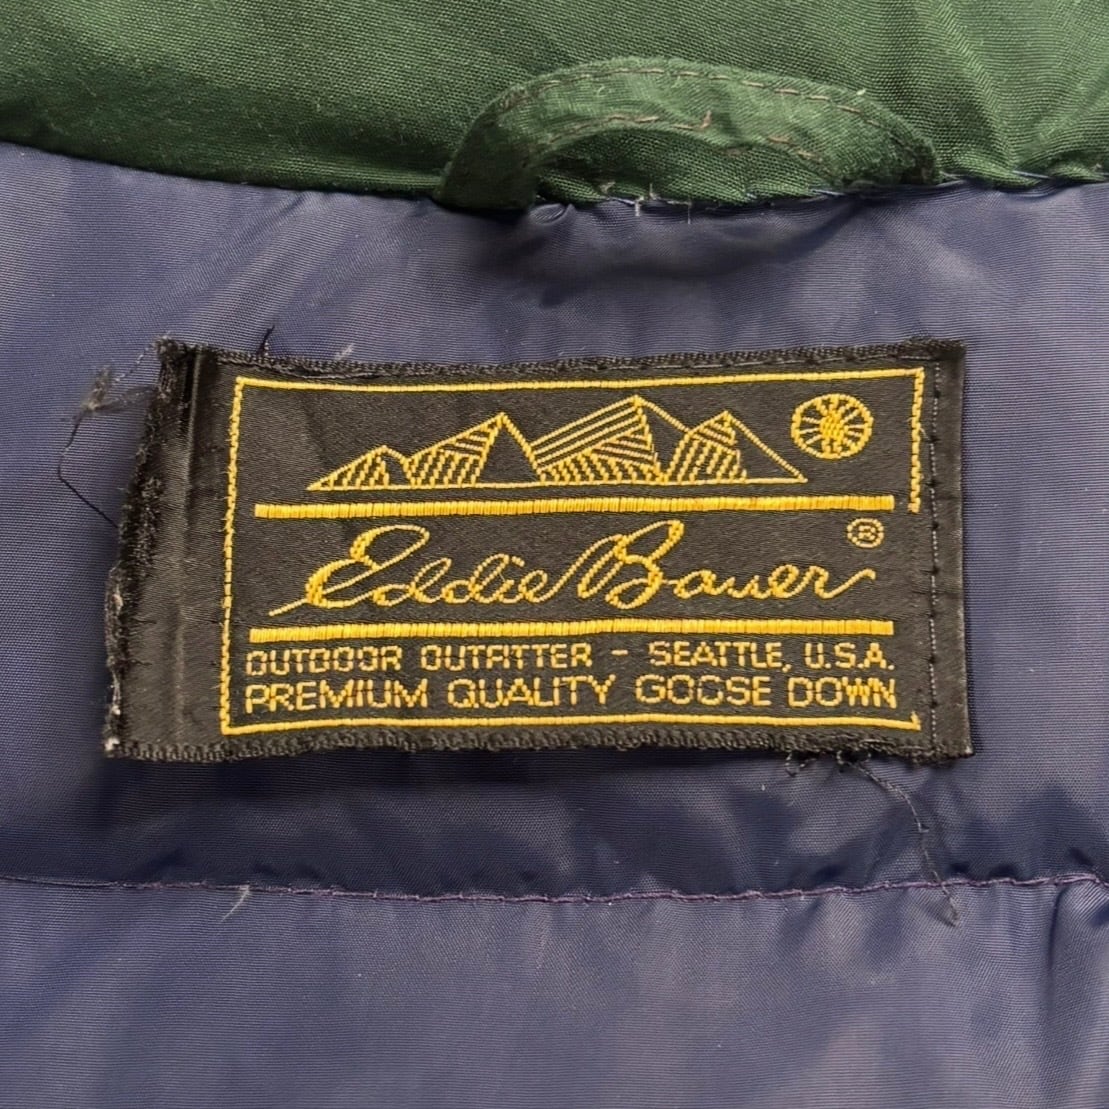 Eddie Bauer ®
OUTDOOR OUTFITTER - SEATTLE, U.S.A.
PREMIUM QUALITY GOOSE DOWN